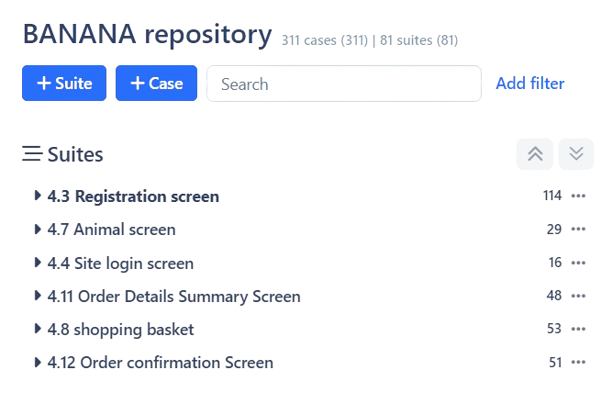 BANANA repository 311 cases (311) | 81 suites (81)
+ Suite + Case Search Add filter
Suites
4.3 Registration screen 114
4.7 Animal screen 29
4.4 Site login screen 16
4.11 Order Details Summary Screen 48
4.8 shopping basket 53
4.12 Order confirmation Screen 51